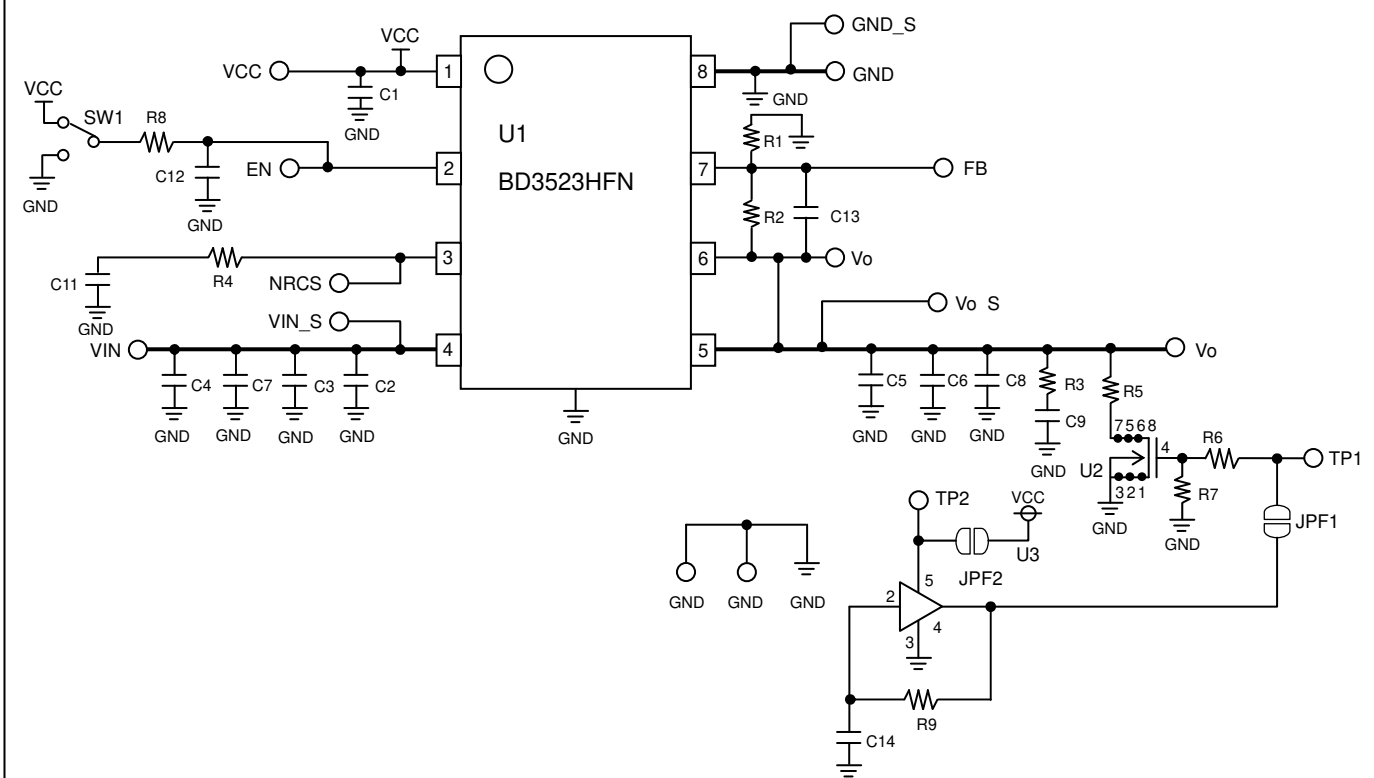 GND_S
VCC
VCC
1
8
GND
VCC
C1
GND
SW1
R8
GND
U1
R1
EN
2
BD3523HFN
7
FB
C12
GND
GND
R2
C13
3
6
Vo
C11
R4
NRCS
GND
VIN_S
Vo S
VIN
4
5
Vo
C4
C7
C3
C2
C5
C6
C8
R3
R5
GND
GND
GND
GND
GND
GND
GND
GND
C9
7568
GND
U2
4
R6
TP1
321
R7
GND
GND
JPF1
TP2
VCC
U3
JPF2
GND
GND
GND
5
2
4
3
R9
C14